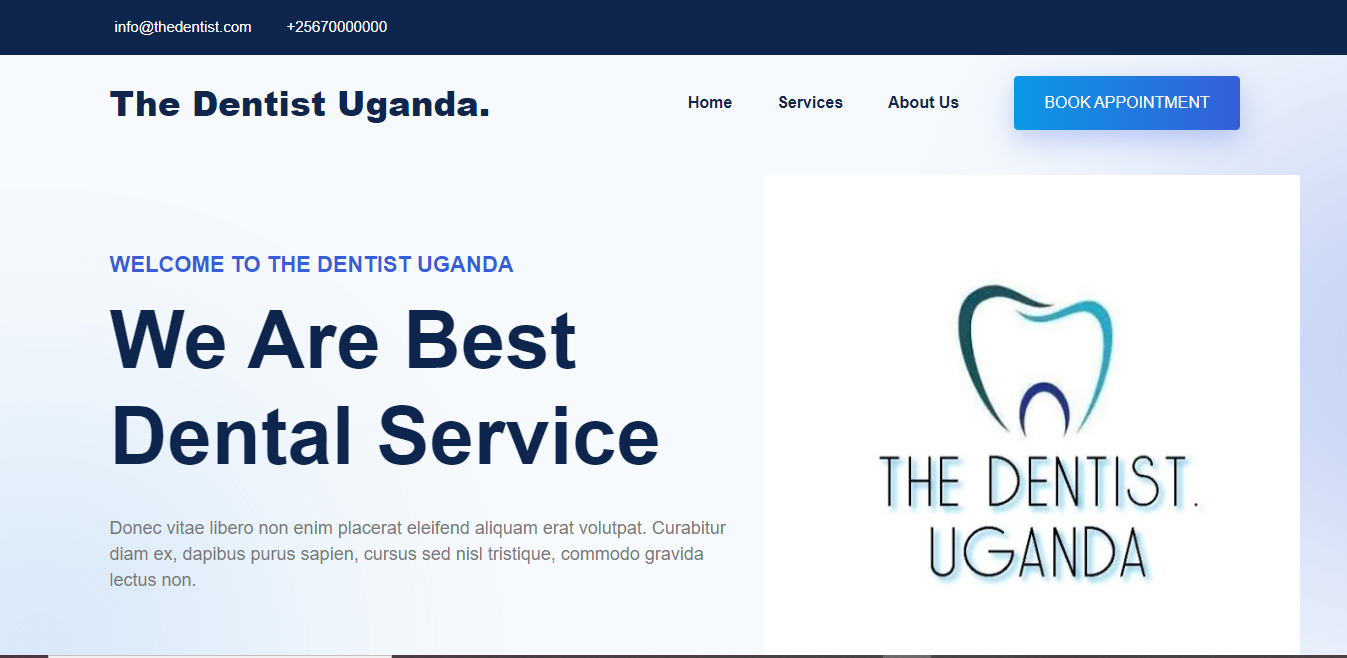 info@thedentist.com +25670000000
The Dentist Uganda.
Home Services About Us BOOK APPOINTMENT
WELCOME TO THE DENTIST UGANDA
We Are Best
Dental Service
Donec vitae libero non enim placerat eleifend aliquam erat volutpat. Curabitur
diam ex, dapibus purus sapien, cursus sed nisl tristique, commodo gravida
lectus non.
THE DENTIST.
UGANDA